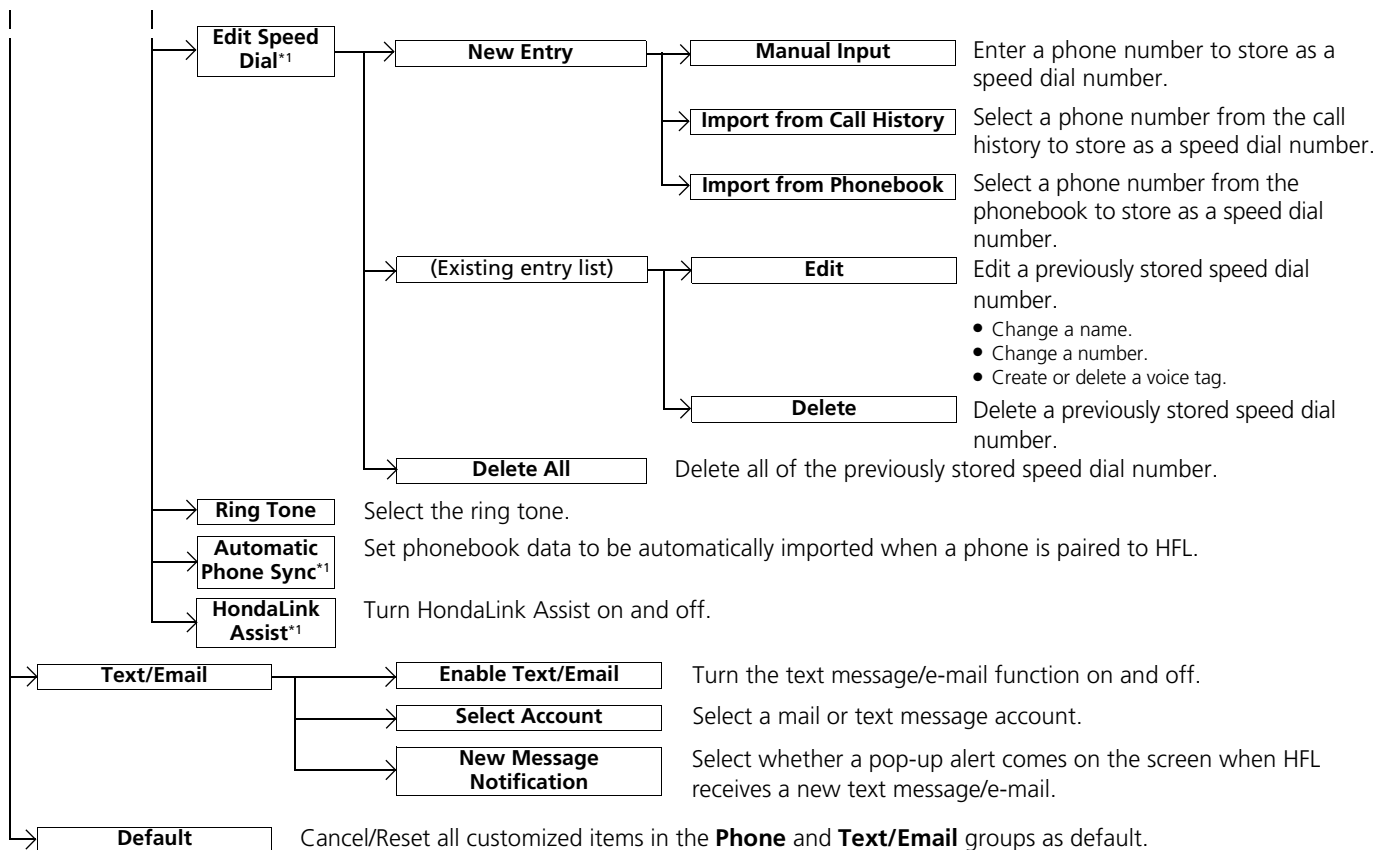 Edit Speed
Dial*1
New Entry
Manual Input
Enter a phone number to store as a
speed dial number.
Import from Call History
Select a phone number from the call
history to store as a speed dial number.
Import from Phonebook
Select a phone number from the
phonebook to store as a speed dial
number.
(Existing entry list)
Edit
Edit a previously stored speed dial
number.
● Change a name.
● Change a number.
● Create or delete a voice tag.
Delete
Delete a previously stored speed dial
number.
Delete All
Delete all of the previously stored speed dial number.
Ring Tone
Select the ring tone.
Automatic
Phone Sync*1
Set phonebook data to be automatically imported when a phone is paired to HFL.
HondaLink
Assist*1
Turn HondaLink Assist on and off.
Text/Email
Enable Text/Email
Turn the text message/e-mail function on and off.
Select Account
Select a mail or text message account.
New Message
Notification
Select whether a pop-up alert comes on the screen when HFL
receives a new text message/e-mail.
Default
Cancel/Reset all customized items in the Phone and Text/Email groups as default.